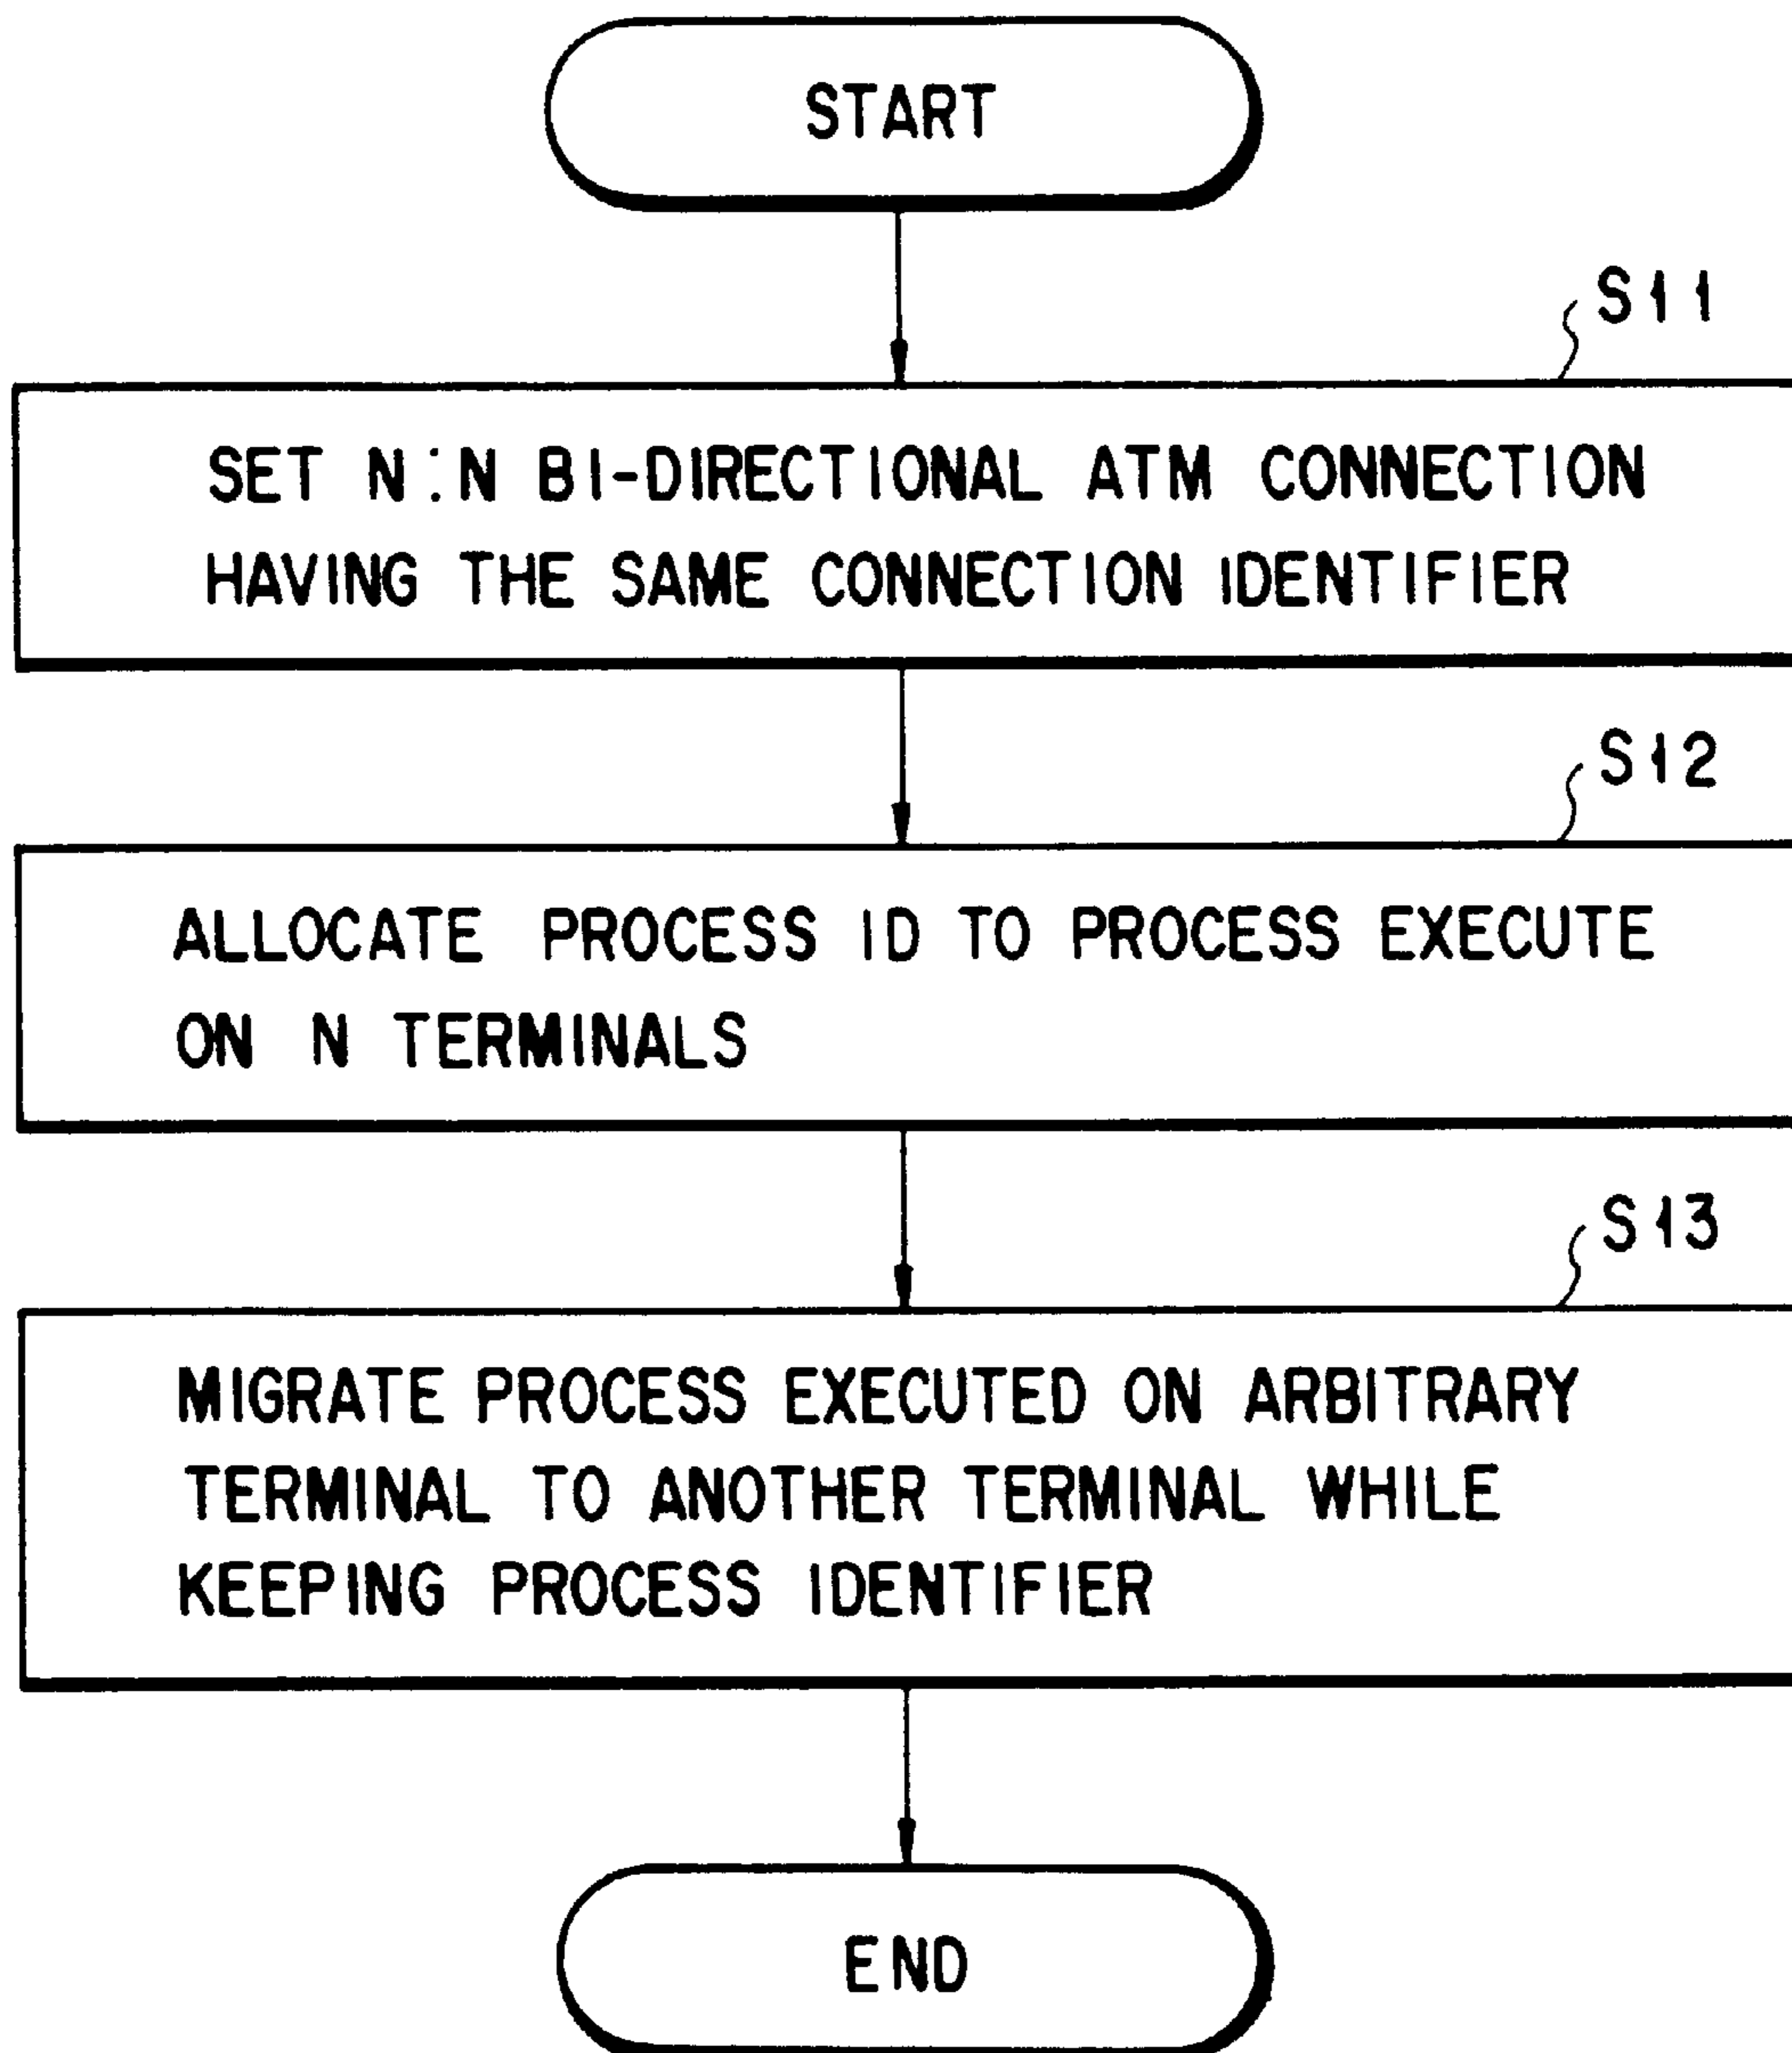 START
S11
SET N:N BI-DIRECTIONAL ATM CONNECTION
HAVING THE SAME CONNECTION IDENTIFIER
S12
ALLOCATE PROCESS ID TO PROCESS EXECUTE
ON N TERMINALS
S13
MIGRATE PROCESS EXECUTED ON ARBITRARY
TERMINAL TO ANOTHER TERMINAL WHILE
KEEPING PROCESS IDENTIFIER
END